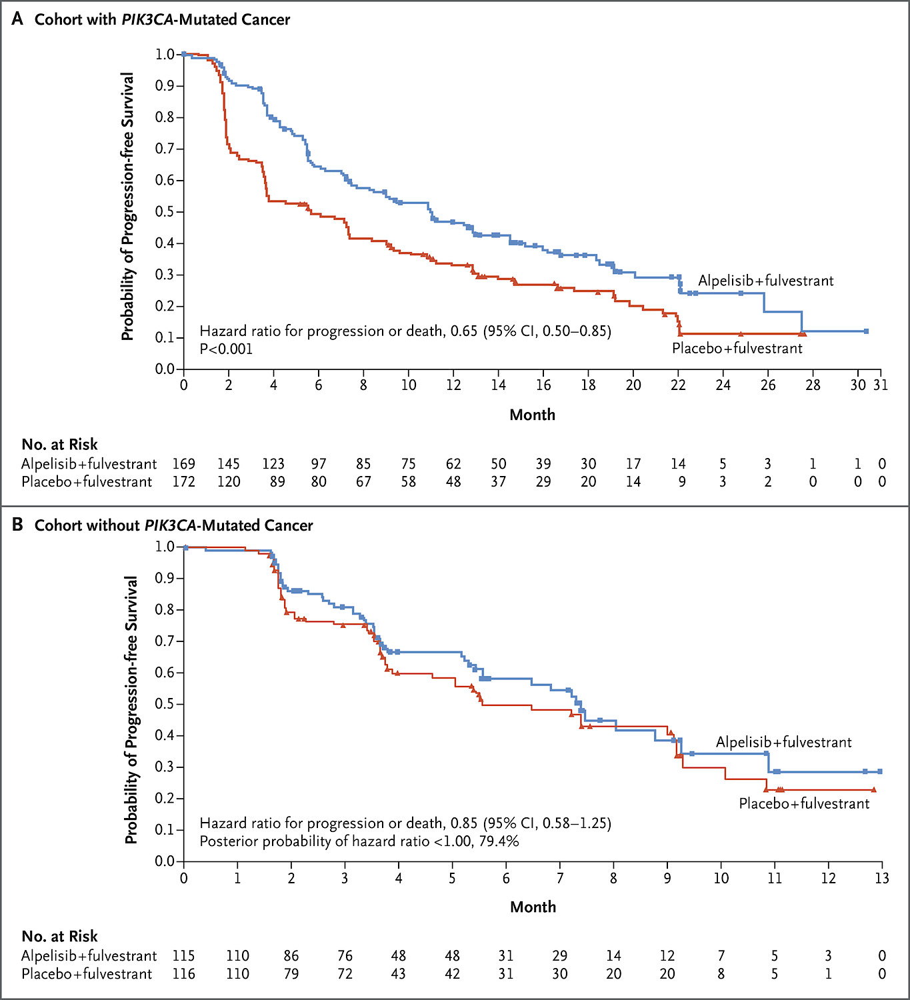 A Cohort with PIK3CA-Mutated Cancer
Probability of Progression-free Survival
1.0
0.9
0.8
0.7
0.6
0.5
0.4
0.3
0.2
0.1
0.0
Alpelisib+fulvestrant
Placebo+fulvestrant
Hazard ratio for progression or death, 0.65 (95% CI, 0.50–0.85)
P<0.001
0 2 4 6 8 10 12 14 16 18 20 22 24 26 28 30 31
Month
No. at Risk
Alpelisib+fulvestrant 169 145 123 97 85 75 62 50 39 30 17 14 5 3 1 1 0
Placebo+fulvestrant 172 120 89 80 67 58 48 37 29 20 14 9 3 2 0 0 0
B Cohort without PIK3CA-Mutated Cancer
Probability of Progression-free Survival
1.0
0.9
0.8
0.7
0.6
0.5
0.4
0.3
0.2
0.1
0.0
Alpelisib+fulvestrant
Placebo+fulvestrant
Hazard ratio for progression or death, 0.85 (95% CI, 0.58–1.25)
Posterior probability of hazard ratio <1.00, 79.4%
0 1 2 3 4 5 6 7 8 9 10 11 12 13
Month
No. at Risk
Alpelisib+fulvestrant 115 110 86 76 48 48 31 29 14 12 7 5 3 0
Placebo+fulvestrant 116 110 79 72 43 42 31 30 20 20 8 5 1 0